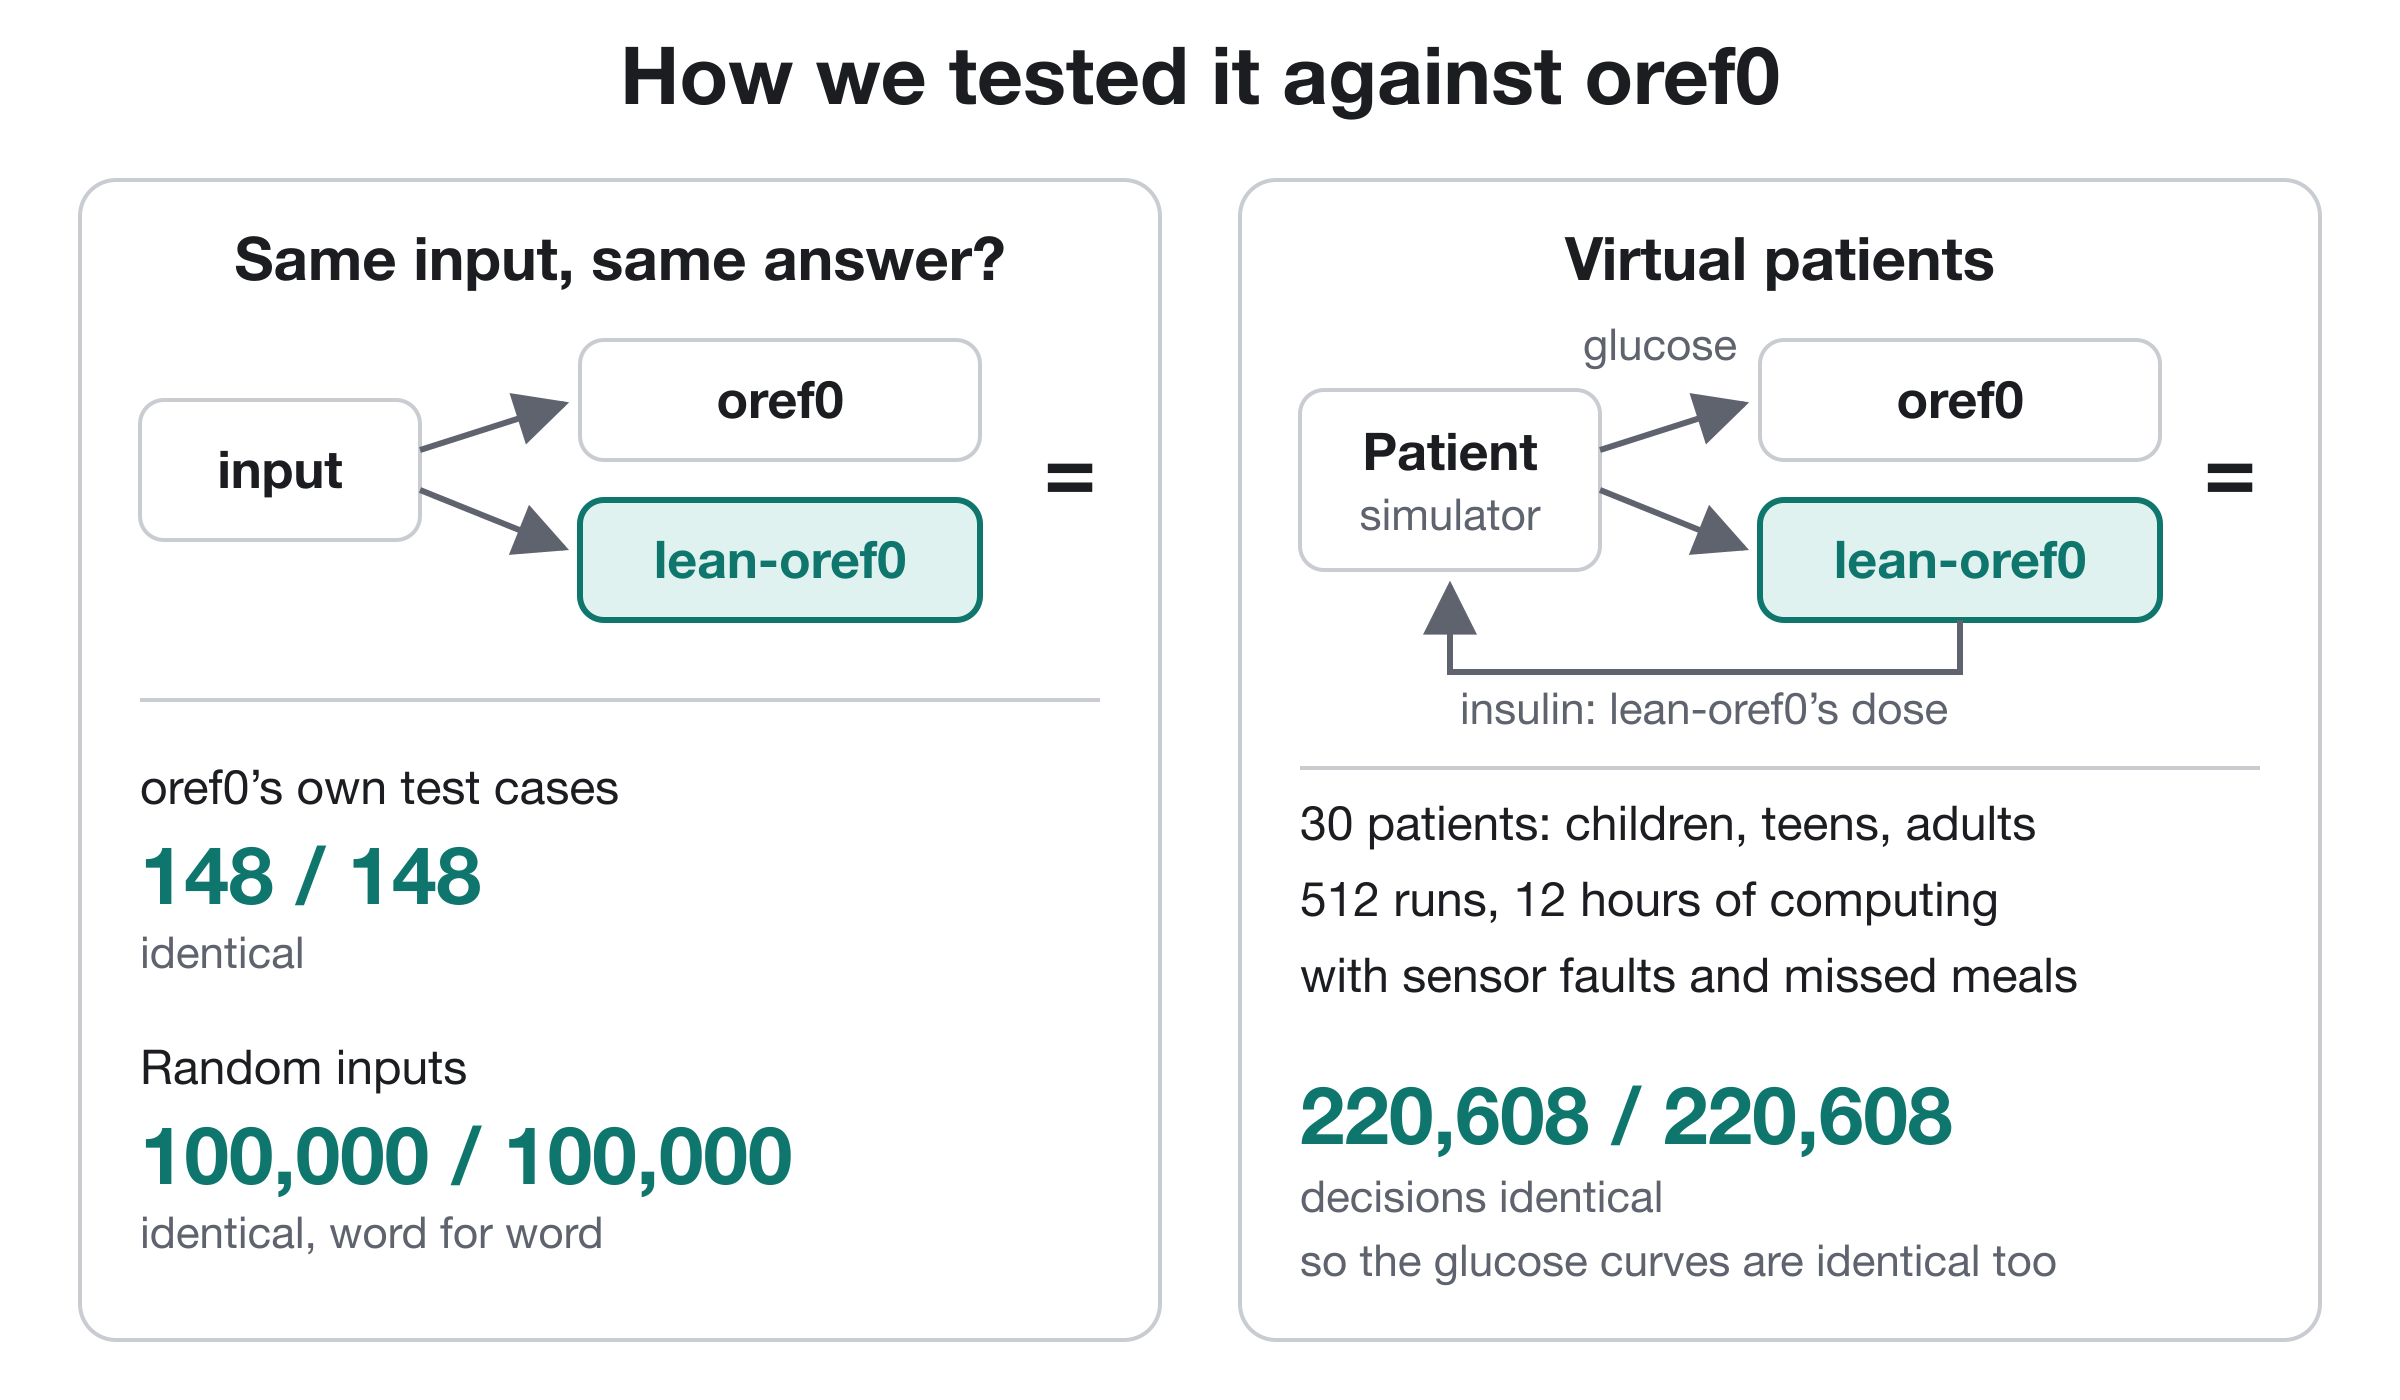 How we tested it against oref0
Same input, same answer?
input
oref0
=
lean-oref0
oref0’s own test cases
148 / 148
identical
Random inputs
100,000 / 100,000
identical, word for word
Virtual patients
glucose
oref0
Patient
simulator
=
lean-oref0
insulin: lean-oref0’s dose
30 patients: children, teens, adults
512 runs, 12 hours of computing
with sensor faults and missed meals
220,608 / 220,608
decisions identical
so the glucose curves are identical too